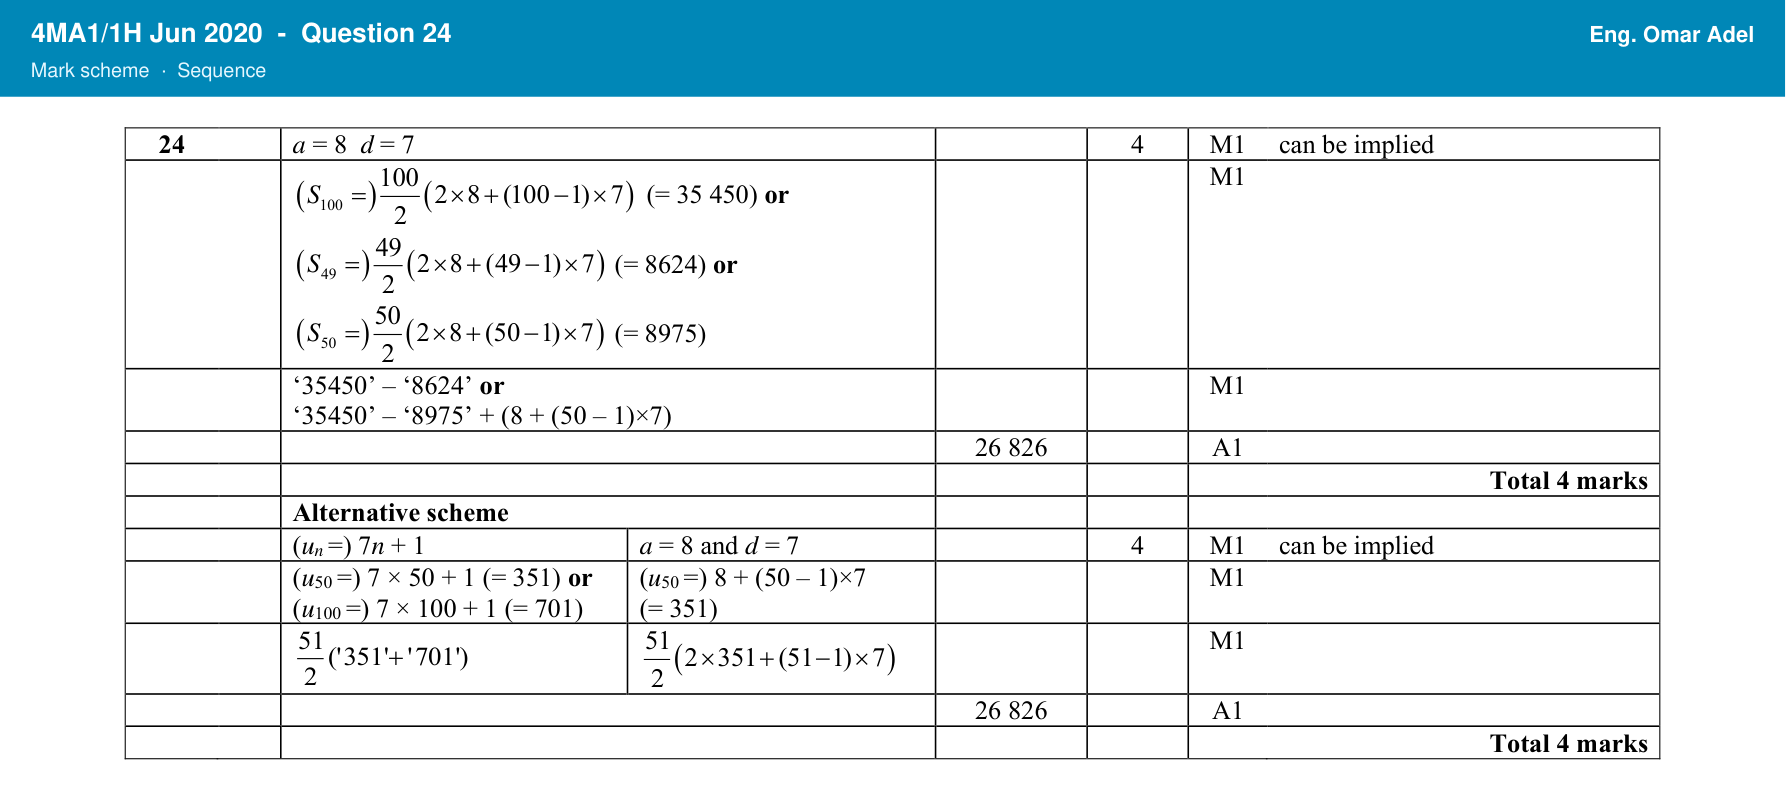 4MA1/1H Jun 2020 - Question 24
Eng. Omar Adel
Mark scheme · Sequence
24 a = 8 d = 7 4 M1 can be implied
(S₁₀₀ =) 100/2 (2×8+(100−1)×7) (= 35 450) or M1
(S₄₉ =) 49/2 (2×8+(49−1)×7) (= 8624) or
(S₅₀ =) 50/2 (2×8+(50−1)×7) (= 8975)
‘35450’ – ‘8624’ or M1
‘35450’ – ‘8975’ + (8 + (50 – 1)×7)
26 826 A1
Total 4 marks
Alternative scheme
(uₙ =) 7n + 1 a = 8 and d = 7 4 M1 can be implied
(u₅₀ =) 7 × 50 + 1 (= 351) or (u₅₀ =) 8 + (50 – 1)×7 M1
(u₁₀₀ =) 7 × 100 + 1 (= 701) (= 351)
51/2 ('351'+'701') 51/2 (2×351+(51−1)×7) M1
26 826 A1
Total 4 marks